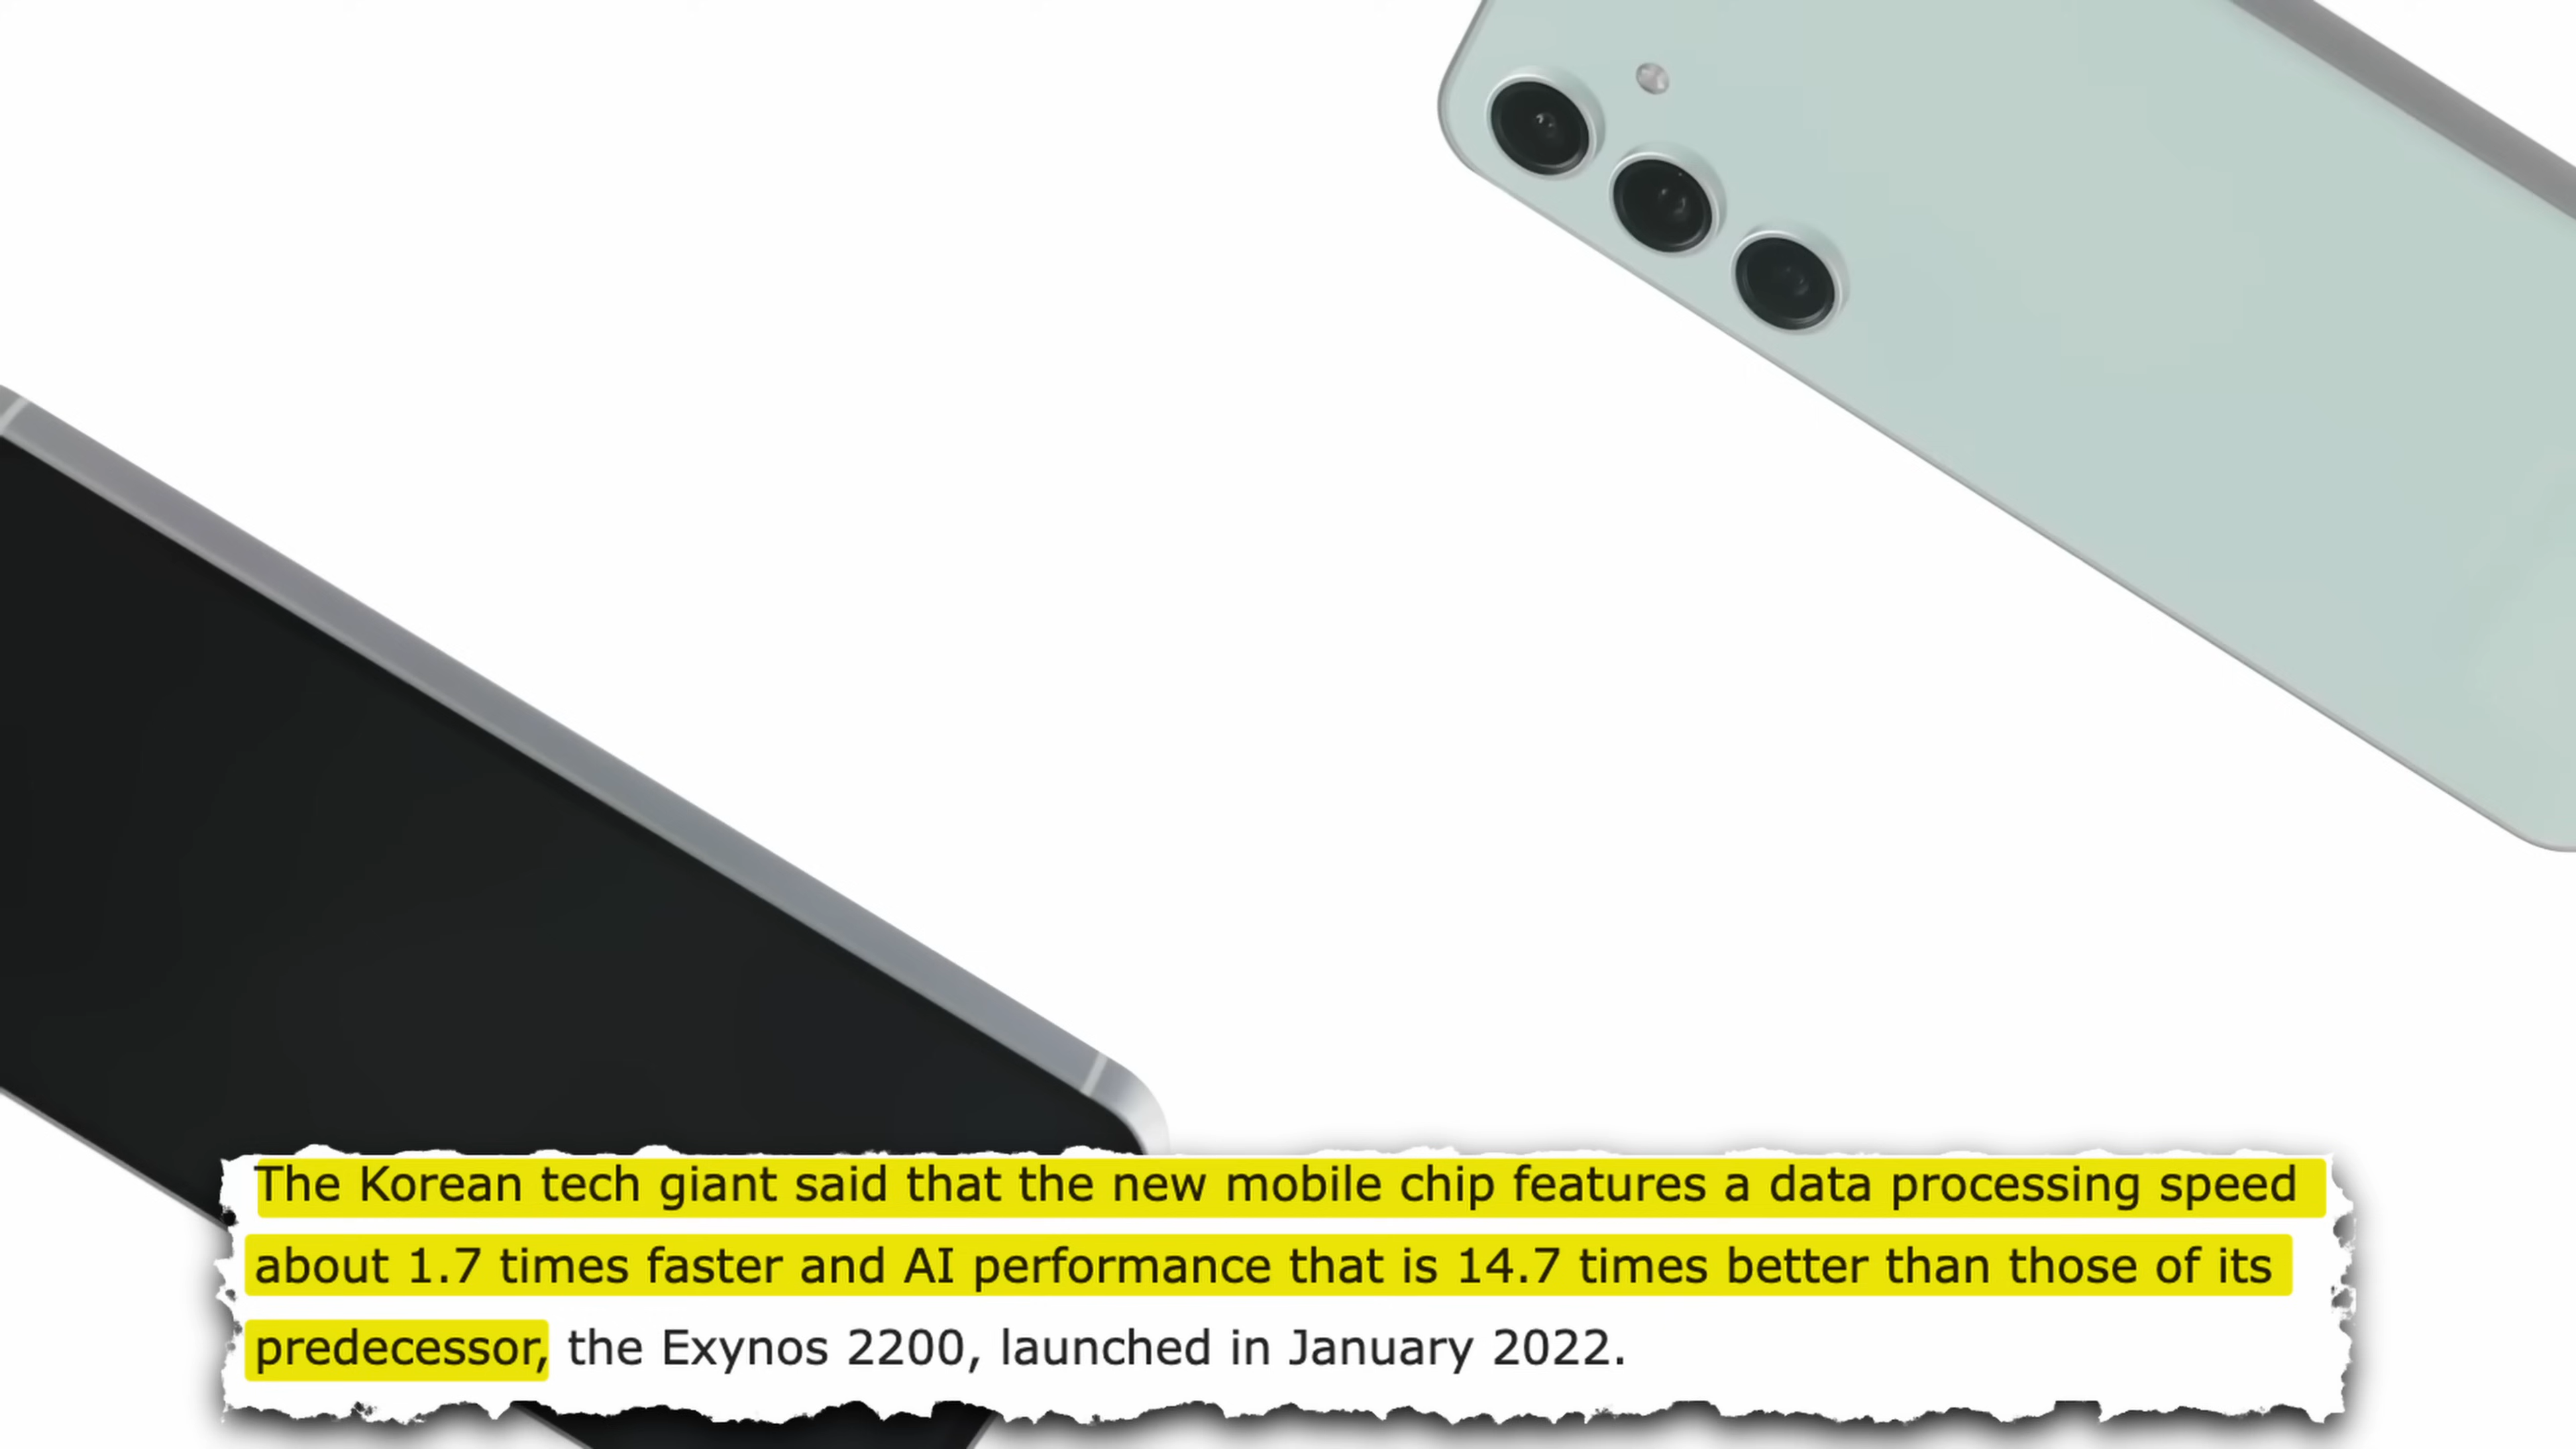 The Korean tech giant said that the new mobile chip features a data processing speed
about 1.7 times faster and AI performance that is 14.7 times better than those of its
predecessor, the Exynos 2200, launched in January 2022.